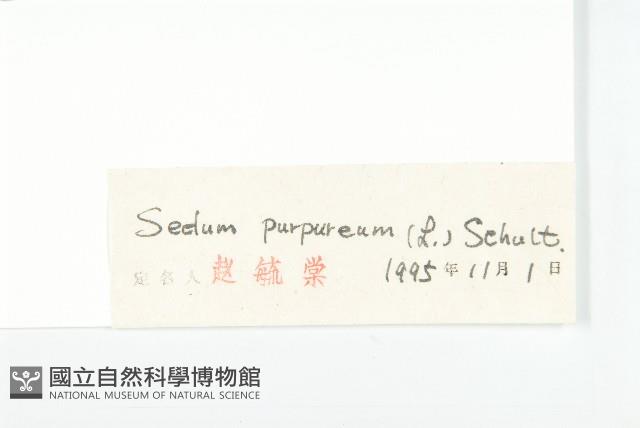 Sedum purpureum (L.) Schult.
定名人 赵毓棠 1995年11月1日
國立自然科學博物館
NATIONAL MUSEUM OF NATURAL SCIENCE